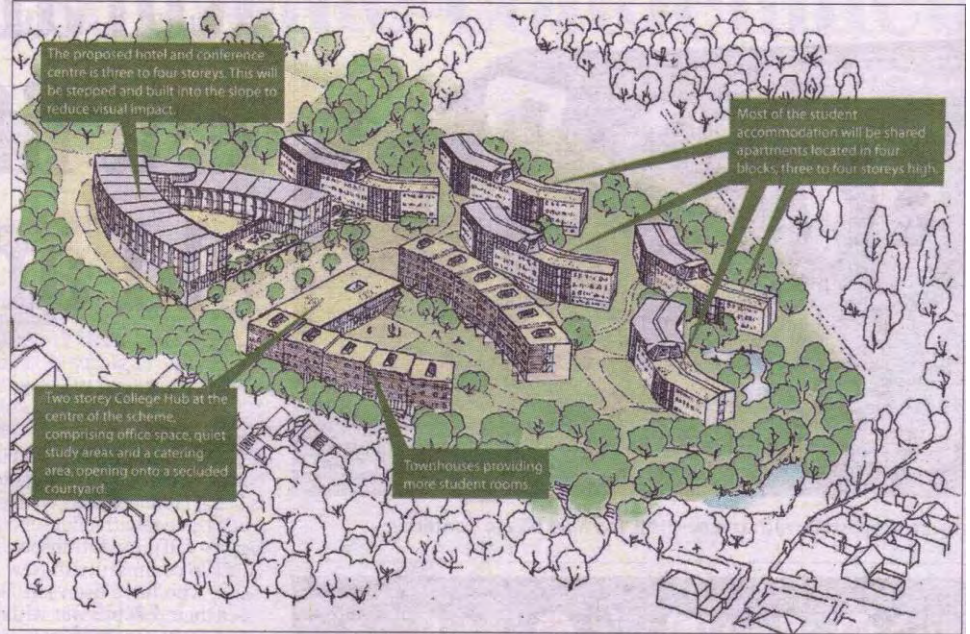 The proposed hotel and conference
centre is three to four storeys. This will
be stepped and built into the slope to
reduce visual impact.
Most of the student
accommodation will be shared
apartments located in four
blocks, three to four storeys high.
Two storey College Hub at the
centre of the scheme,
comprising office space, quiet
study areas and a catering
area, opening onto a secluded
courtyard.
Townhouses providing
more student rooms.